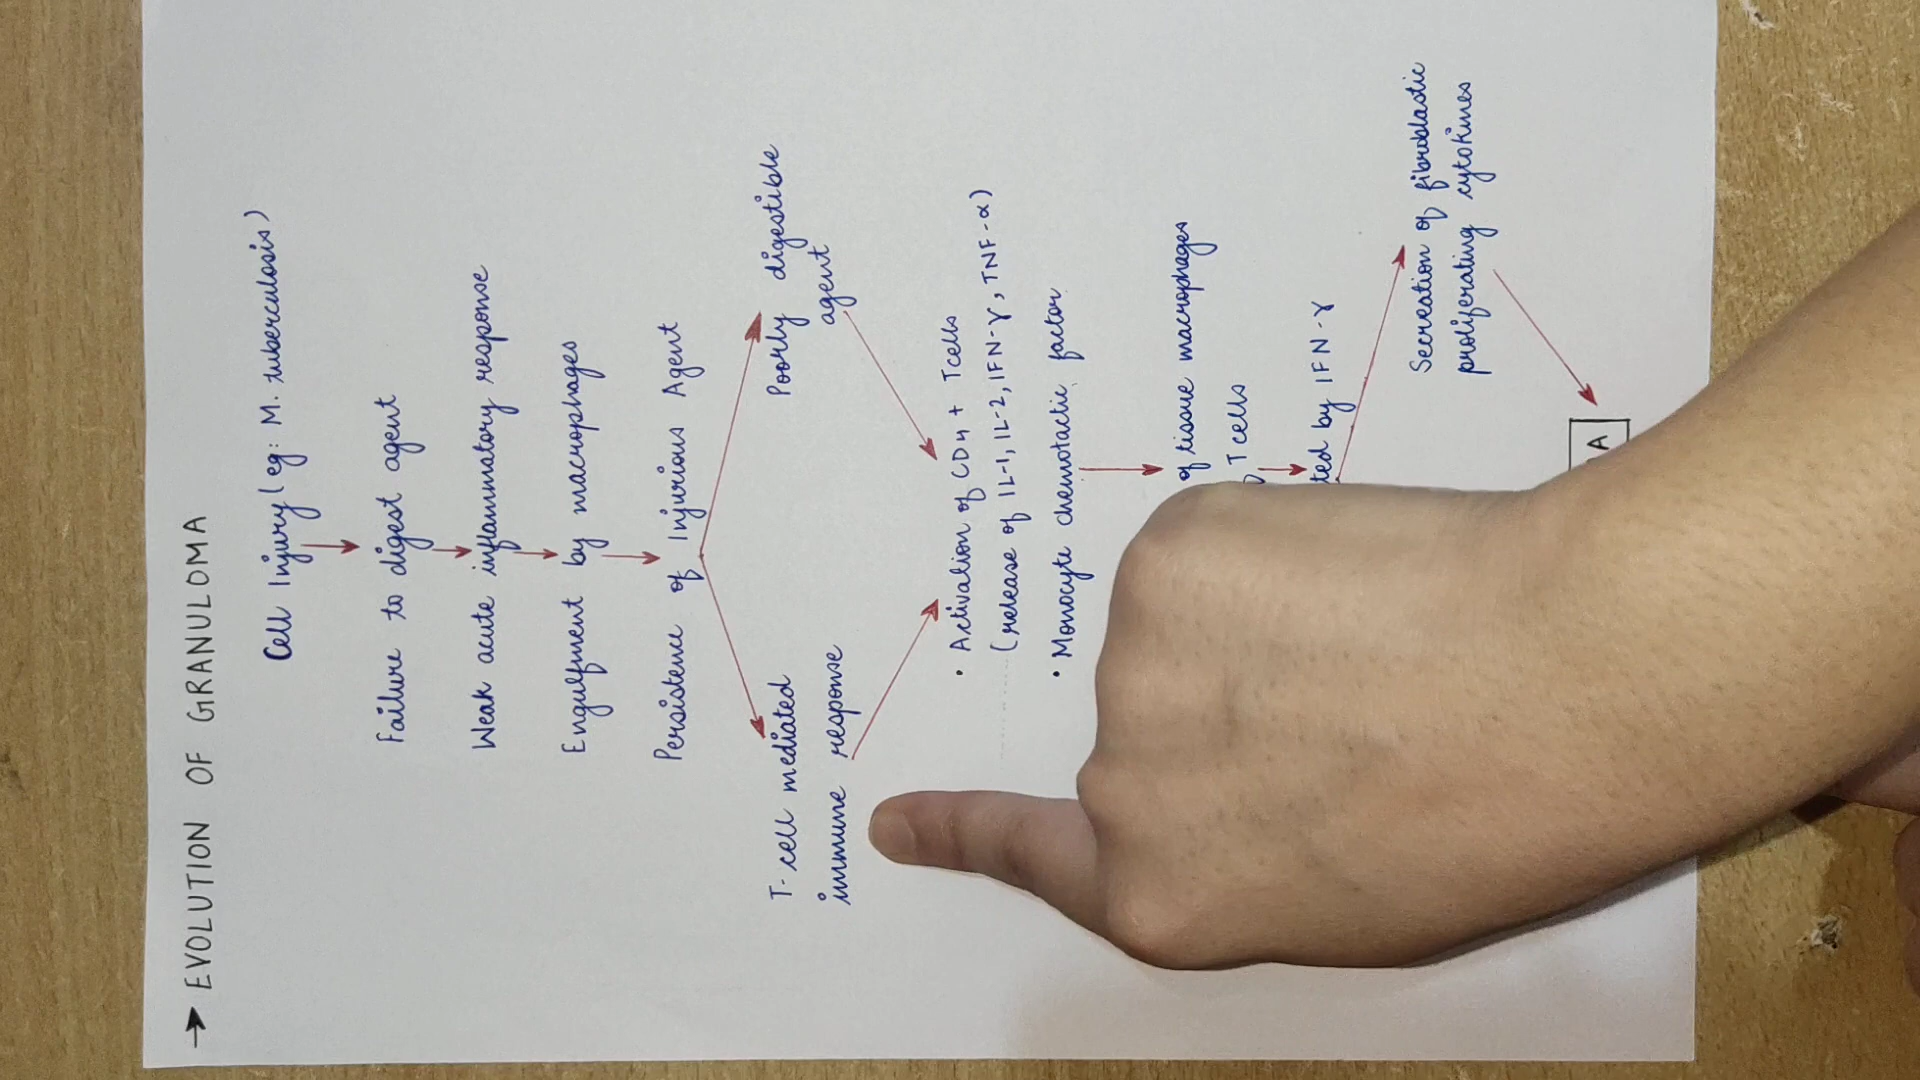 → EVOLUTION OF GRANULOMA
Cell Injury (eg: M. tuberculosis)
Failure to digest agent
Weak acute inflammatory response
Engulfment by macrophages
Persistence of Injurious Agent
T-cell mediated
immune response
Poorly digestible
agent
• Activation of CD4 + Tcells
(release of IL-1, IL-2, IFN-γ, TNF-α)
• Monocyte chemotactic factor
of tissue macrophages
T cells
ted by IFN-γ
Secreation of fibroblastic
proliferating cytokines
A